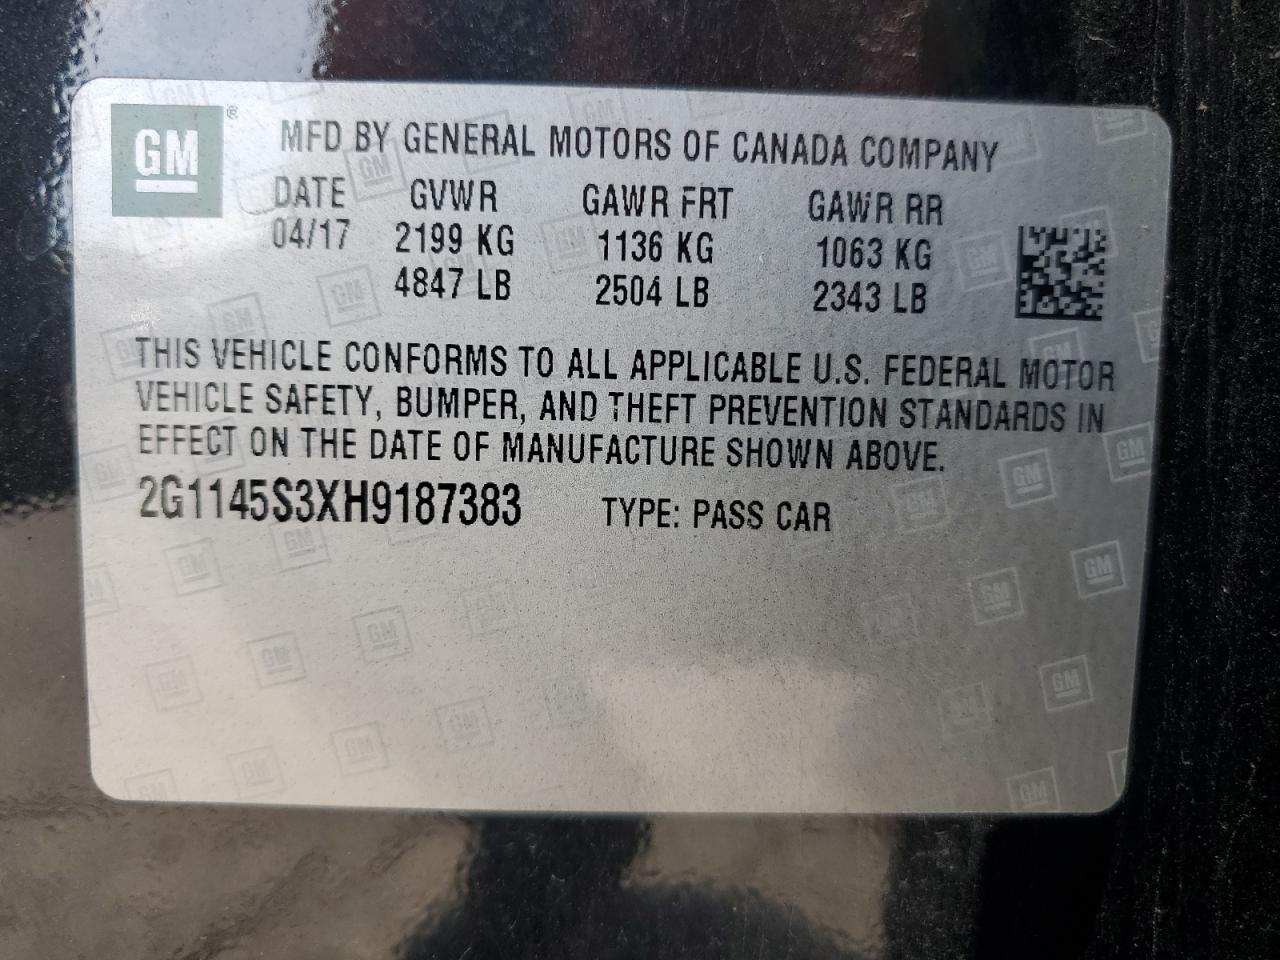 GM ®
MFD BY GENERAL MOTORS OF CANADA COMPANY
DATE GVWR GAWR FRT GAWR RR
04/17 2199 KG 1136 KG 1063 KG
4847 LB 2504 LB 2343 LB
THIS VEHICLE CONFORMS TO ALL APPLICABLE U.S. FEDERAL MOTOR
VEHICLE SAFETY, BUMPER, AND THEFT PREVENTION STANDARDS IN
EFFECT ON THE DATE OF MANUFACTURE SHOWN ABOVE.
2G1145S3XH9187383 TYPE: PASS CAR